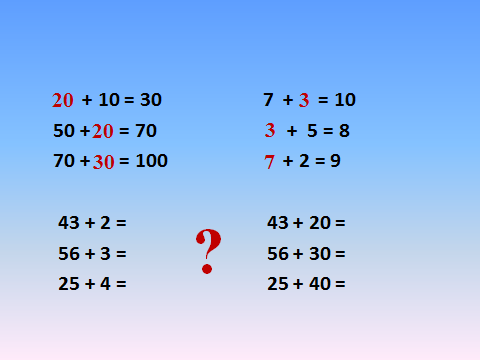 20 + 10 = 30
50 + 20 = 70
70 + 30 = 100
7 + 3 = 10
3 + 5 = 8
7 + 2 = 9
43 + 2 =
56 + 3 =
25 + 4 =
?
43 + 20 =
56 + 30 =
25 + 40 =